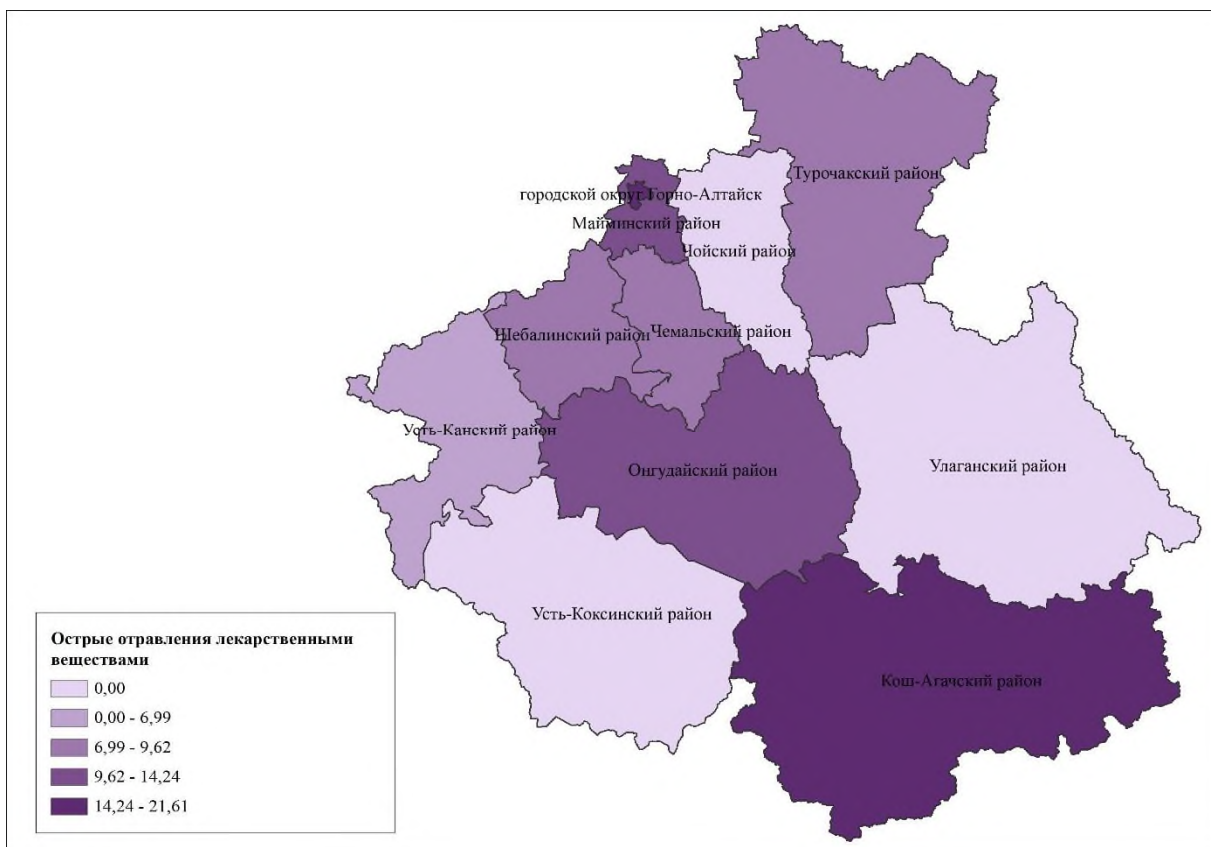 Турочакский район
городской округ Горно-Алтайск
Майминский район
Чойский район
Шебалинский район
Чемальский район
Усть-Канский район
Онгудайский район
Улаганский район
Усть-Коксинский район
Кош-Агачский район
Острые отравления лекарственными
веществами
0,00
0,00 - 6,99
6,99 - 9,62
9,62 - 14,24
14,24 - 21,61